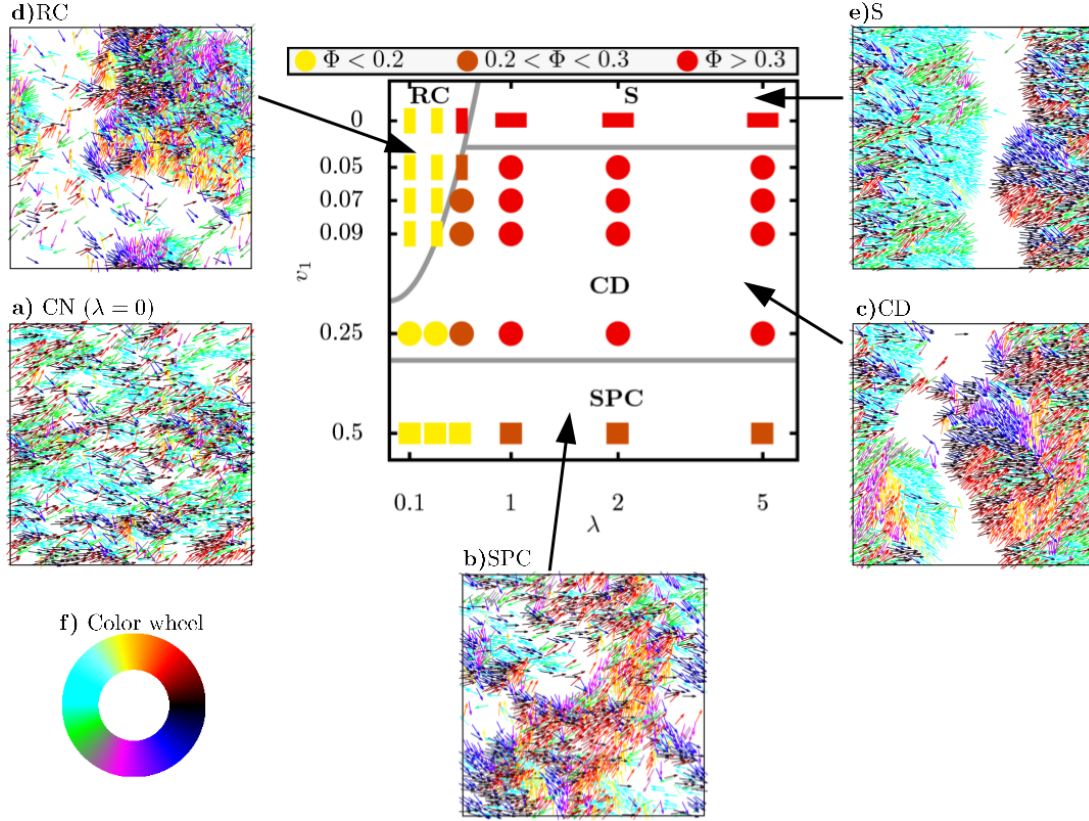 d)RC
e)S
Φ < 0.2   0.2 < Φ < 0.3   Φ > 0.3
RC
S
0
0.05
0.07
0.09
v₁
CD
0.25
SPC
0.5
0.1 1 2 5
λ
a) CN (λ = 0)
c)CD
b)SPC
f) Color wheel